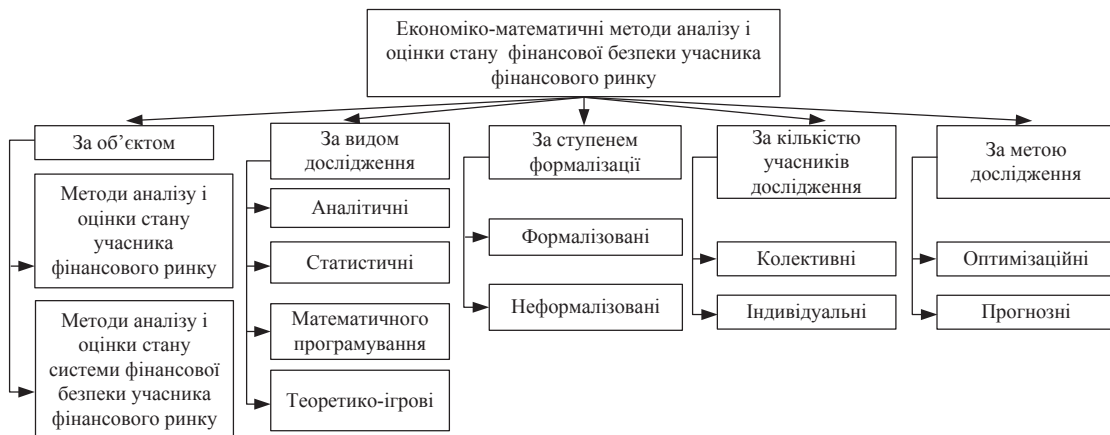 Економіко-математичні методи аналізу і
оцінки стану фінансової безпеки учасника
фінансового ринку
За об’єктом
Методи аналізу і
оцінки стану
учасника
фінансового ринку
Методи аналізу і
оцінки стану
системи фінансової
безпеки учасника
фінансового ринку
За видом
дослідження
Аналітичні
Статистичні
Математичного
програмування
Теоретико-ігрові
За ступенем
формалізації
Формалізовані
Неформалізовані
За кількістю
учасників
дослідження
Колективні
Індивідуальні
За метою
дослідження
Оптимізаційні
Прогнозні